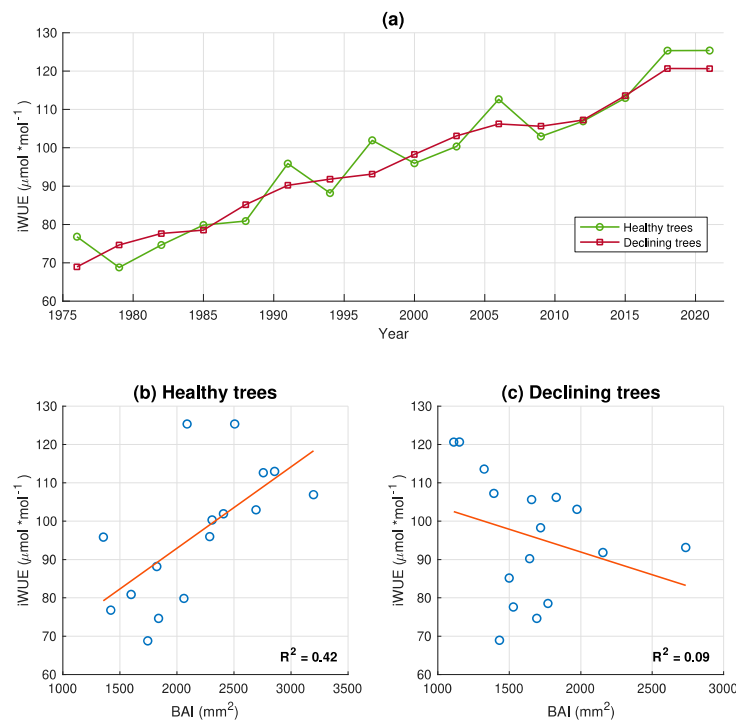 (a)
130
120
110
100
90
80
70
60
iWUE (μmol *mol⁻¹)
1975 1980 1985 1990 1995 2000 2005 2010 2015 2020
Year
Healthy trees
Declining trees
(b) Healthy trees
130
120
110
100
90
80
70
60
iWUE (μmol *mol⁻¹)
R² = 0.42
1000 1500 2000 2500 3000 3500
BAI (mm²)
(c) Declining trees
130
120
110
100
90
80
70
60
iWUE (μmol *mol⁻¹)
R² = 0.09
1000 1500 2000 2500 3000
BAI (mm²)